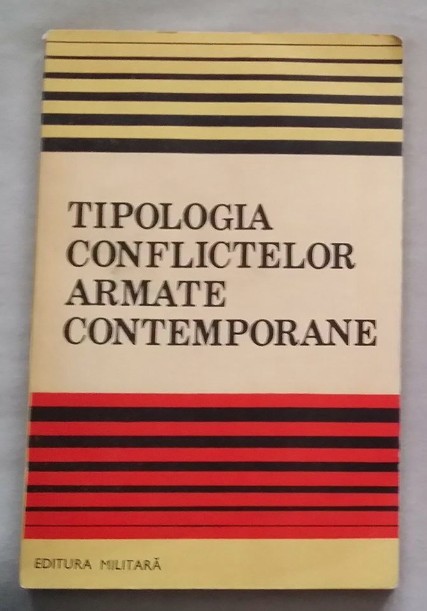 TIPOLOGIA
CONFLICTELOR
ARMATE
CONTEMPORANE
EDITURA MILITARĂ